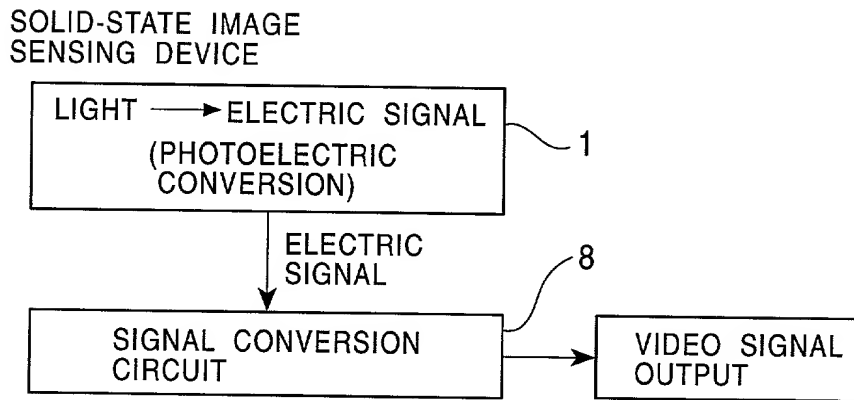 SOLID-STATE IMAGE
SENSING DEVICE
LIGHT → ELECTRIC SIGNAL
(PHOTOELECTRIC
CONVERSION)
1
ELECTRIC
SIGNAL
8
SIGNAL CONVERSION
CIRCUIT
VIDEO SIGNAL
OUTPUT